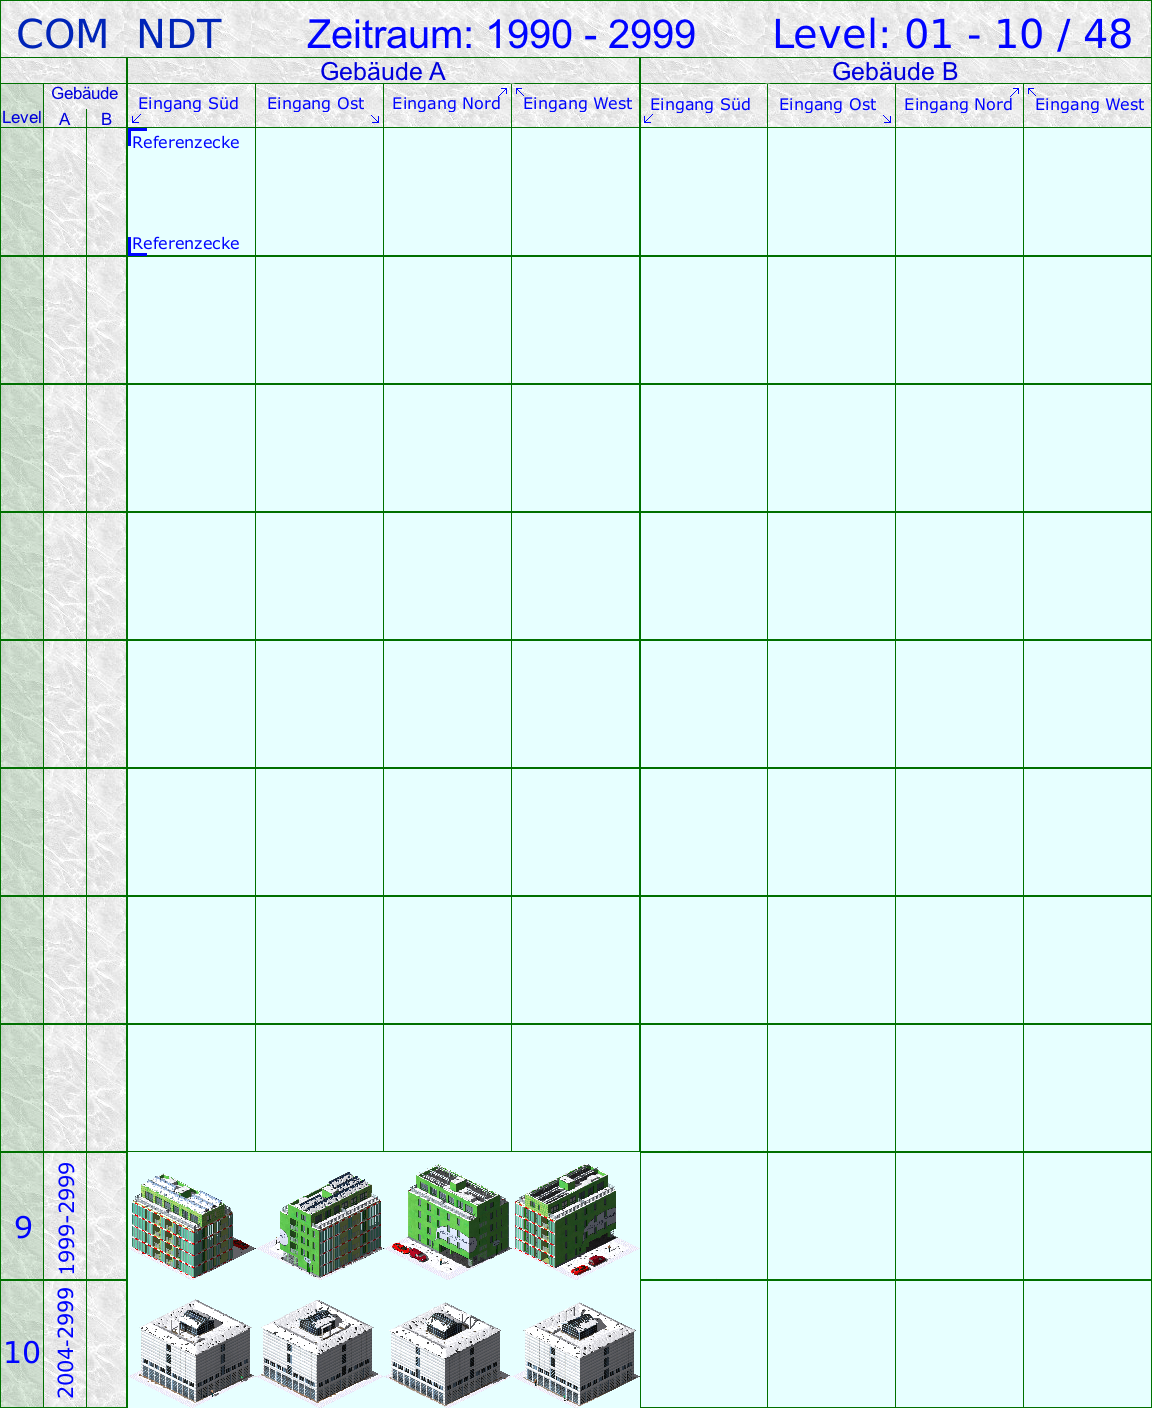 COM NDT Zeitraum: 1990 - 2999 Level: 01 - 10 / 48
Gebäude A Gebäude B
Level Gebäude A B Eingang Süd Eingang Ost Eingang Nord Eingang West Eingang Süd Eingang Ost Eingang Nord Eingang West
Referenzecke
Referenzecke
9 1999-2999
10 2004-2999